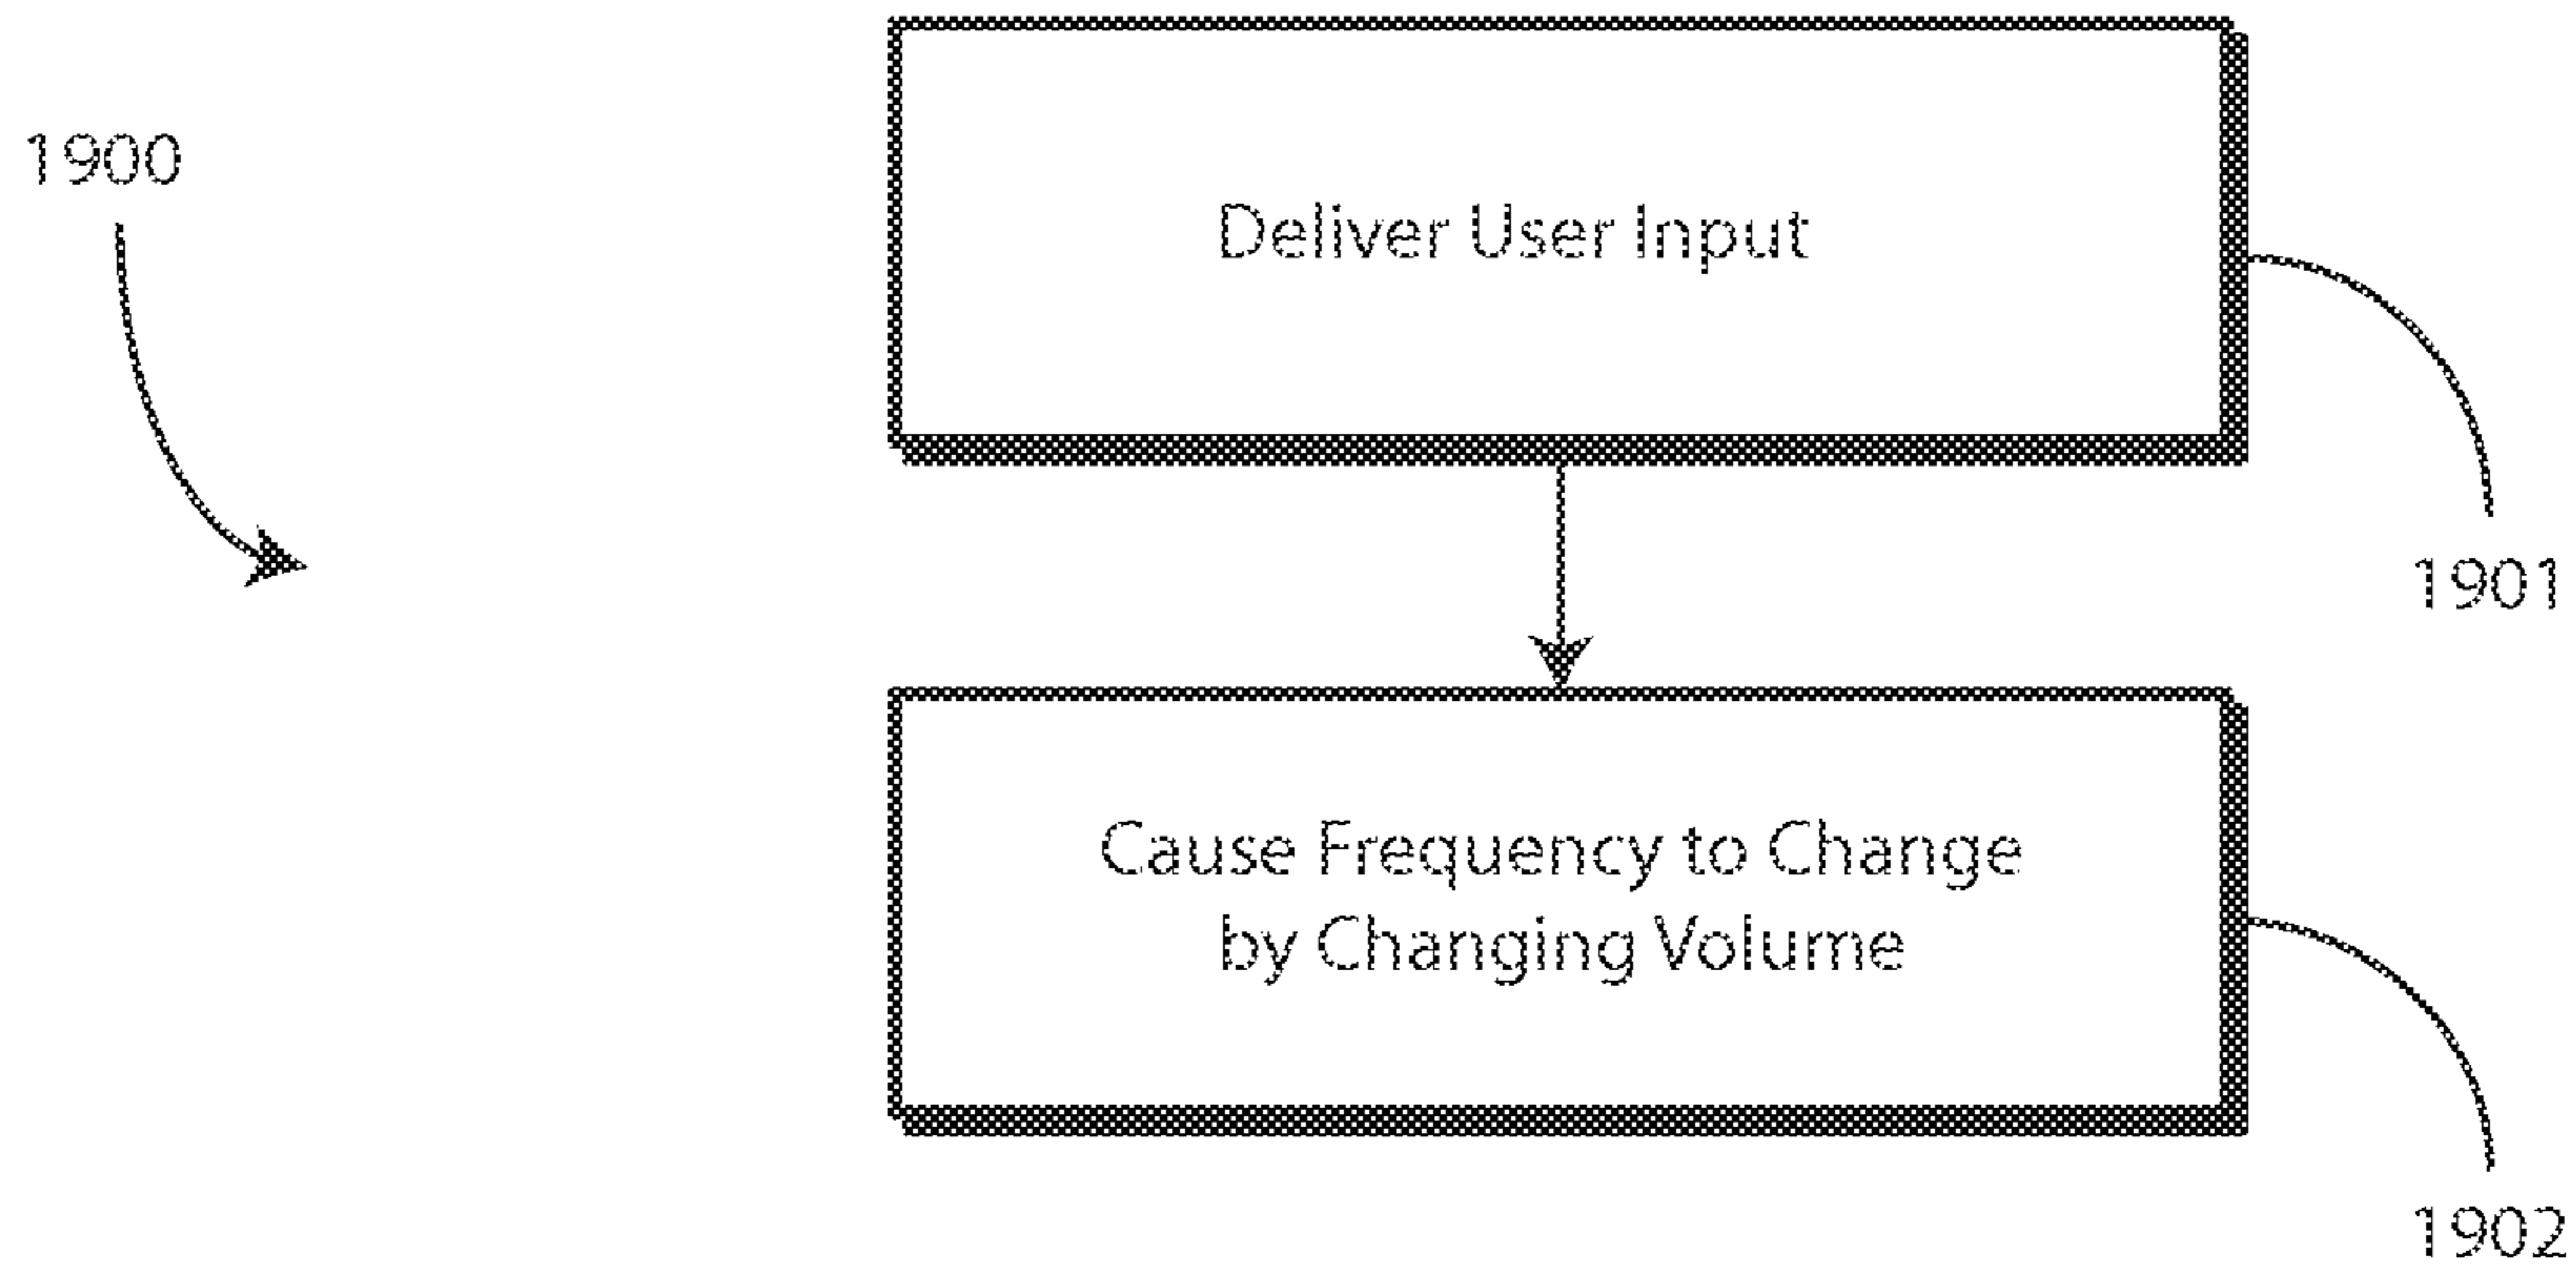 1900
Deliver User Input
1901
Cause Frequency to Change
by Changing Volume
1902